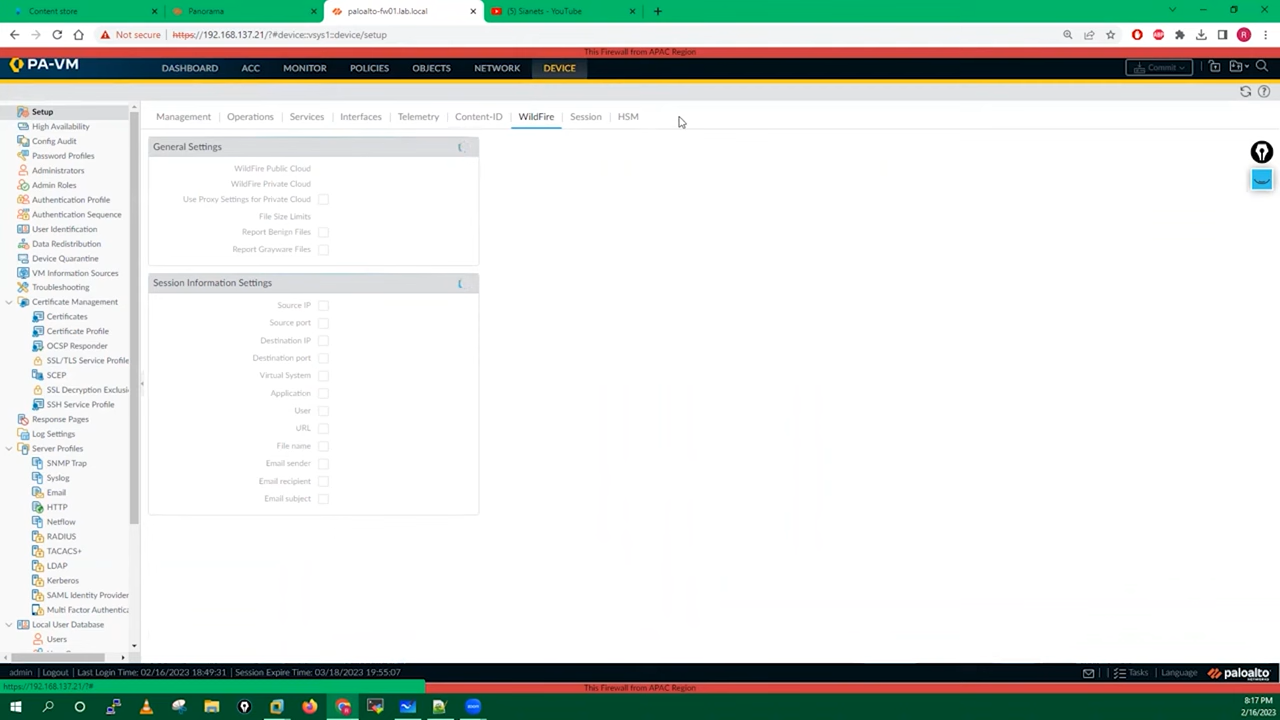 Content store
Panorama
paloalto-fw01.lab.local
(5) Sianets - YouTube
Not secure
https://192.168.137.21/?#device::vsys1::device/setup
R
This Firewall from APAC Region
PA-VM
DASHBOARD
ACC
MONITOR
POLICIES
OBJECTS
NETWORK
DEVICE
Commit
Setup
High Availability
Config Audit
Password Profiles
Administrators
Admin Roles
Authentication Profile
Authentication Sequence
User Identification
Data Redistribution
Device Quarantine
VM Information Sources
Troubleshooting
Certificate Management
Certificates
Certificate Profile
OCSP Responder
SSL/TLS Service Profile
SCEP
SSL Decryption Exclusi
SSH Service Profile
Response Pages
Log Settings
Server Profiles
SNMP Trap
Syslog
Email
HTTP
Netflow
RADIUS
TACACS+
LDAP
Kerberos
SAML Identity Provider
Multi Factor Authentica
Local User Database
Users
Management
Operations
Services
Interfaces
Telemetry
Content-ID
WildFire
Session
HSM
General Settings
WildFire Public Cloud
WildFire Private Cloud
Use Proxy Settings for Private Cloud
File Size Limits
Report Benign Files
Report Grayware Files
Session Information Settings
Source IP
Source port
Destination IP
Destination port
Virtual System
Application
User
URL
File name
Email sender
Email recipient
Email subject
admin
Logout
Last Login Time: 02/16/2023 18:49:31
Session Expire Time: 03/18/2023 19:55:07
Tasks
Language
paloalto
NETWORKS
https://192.168.137.21/?#
This Firewall from APAC Region
8:17 PM
2/16/2023